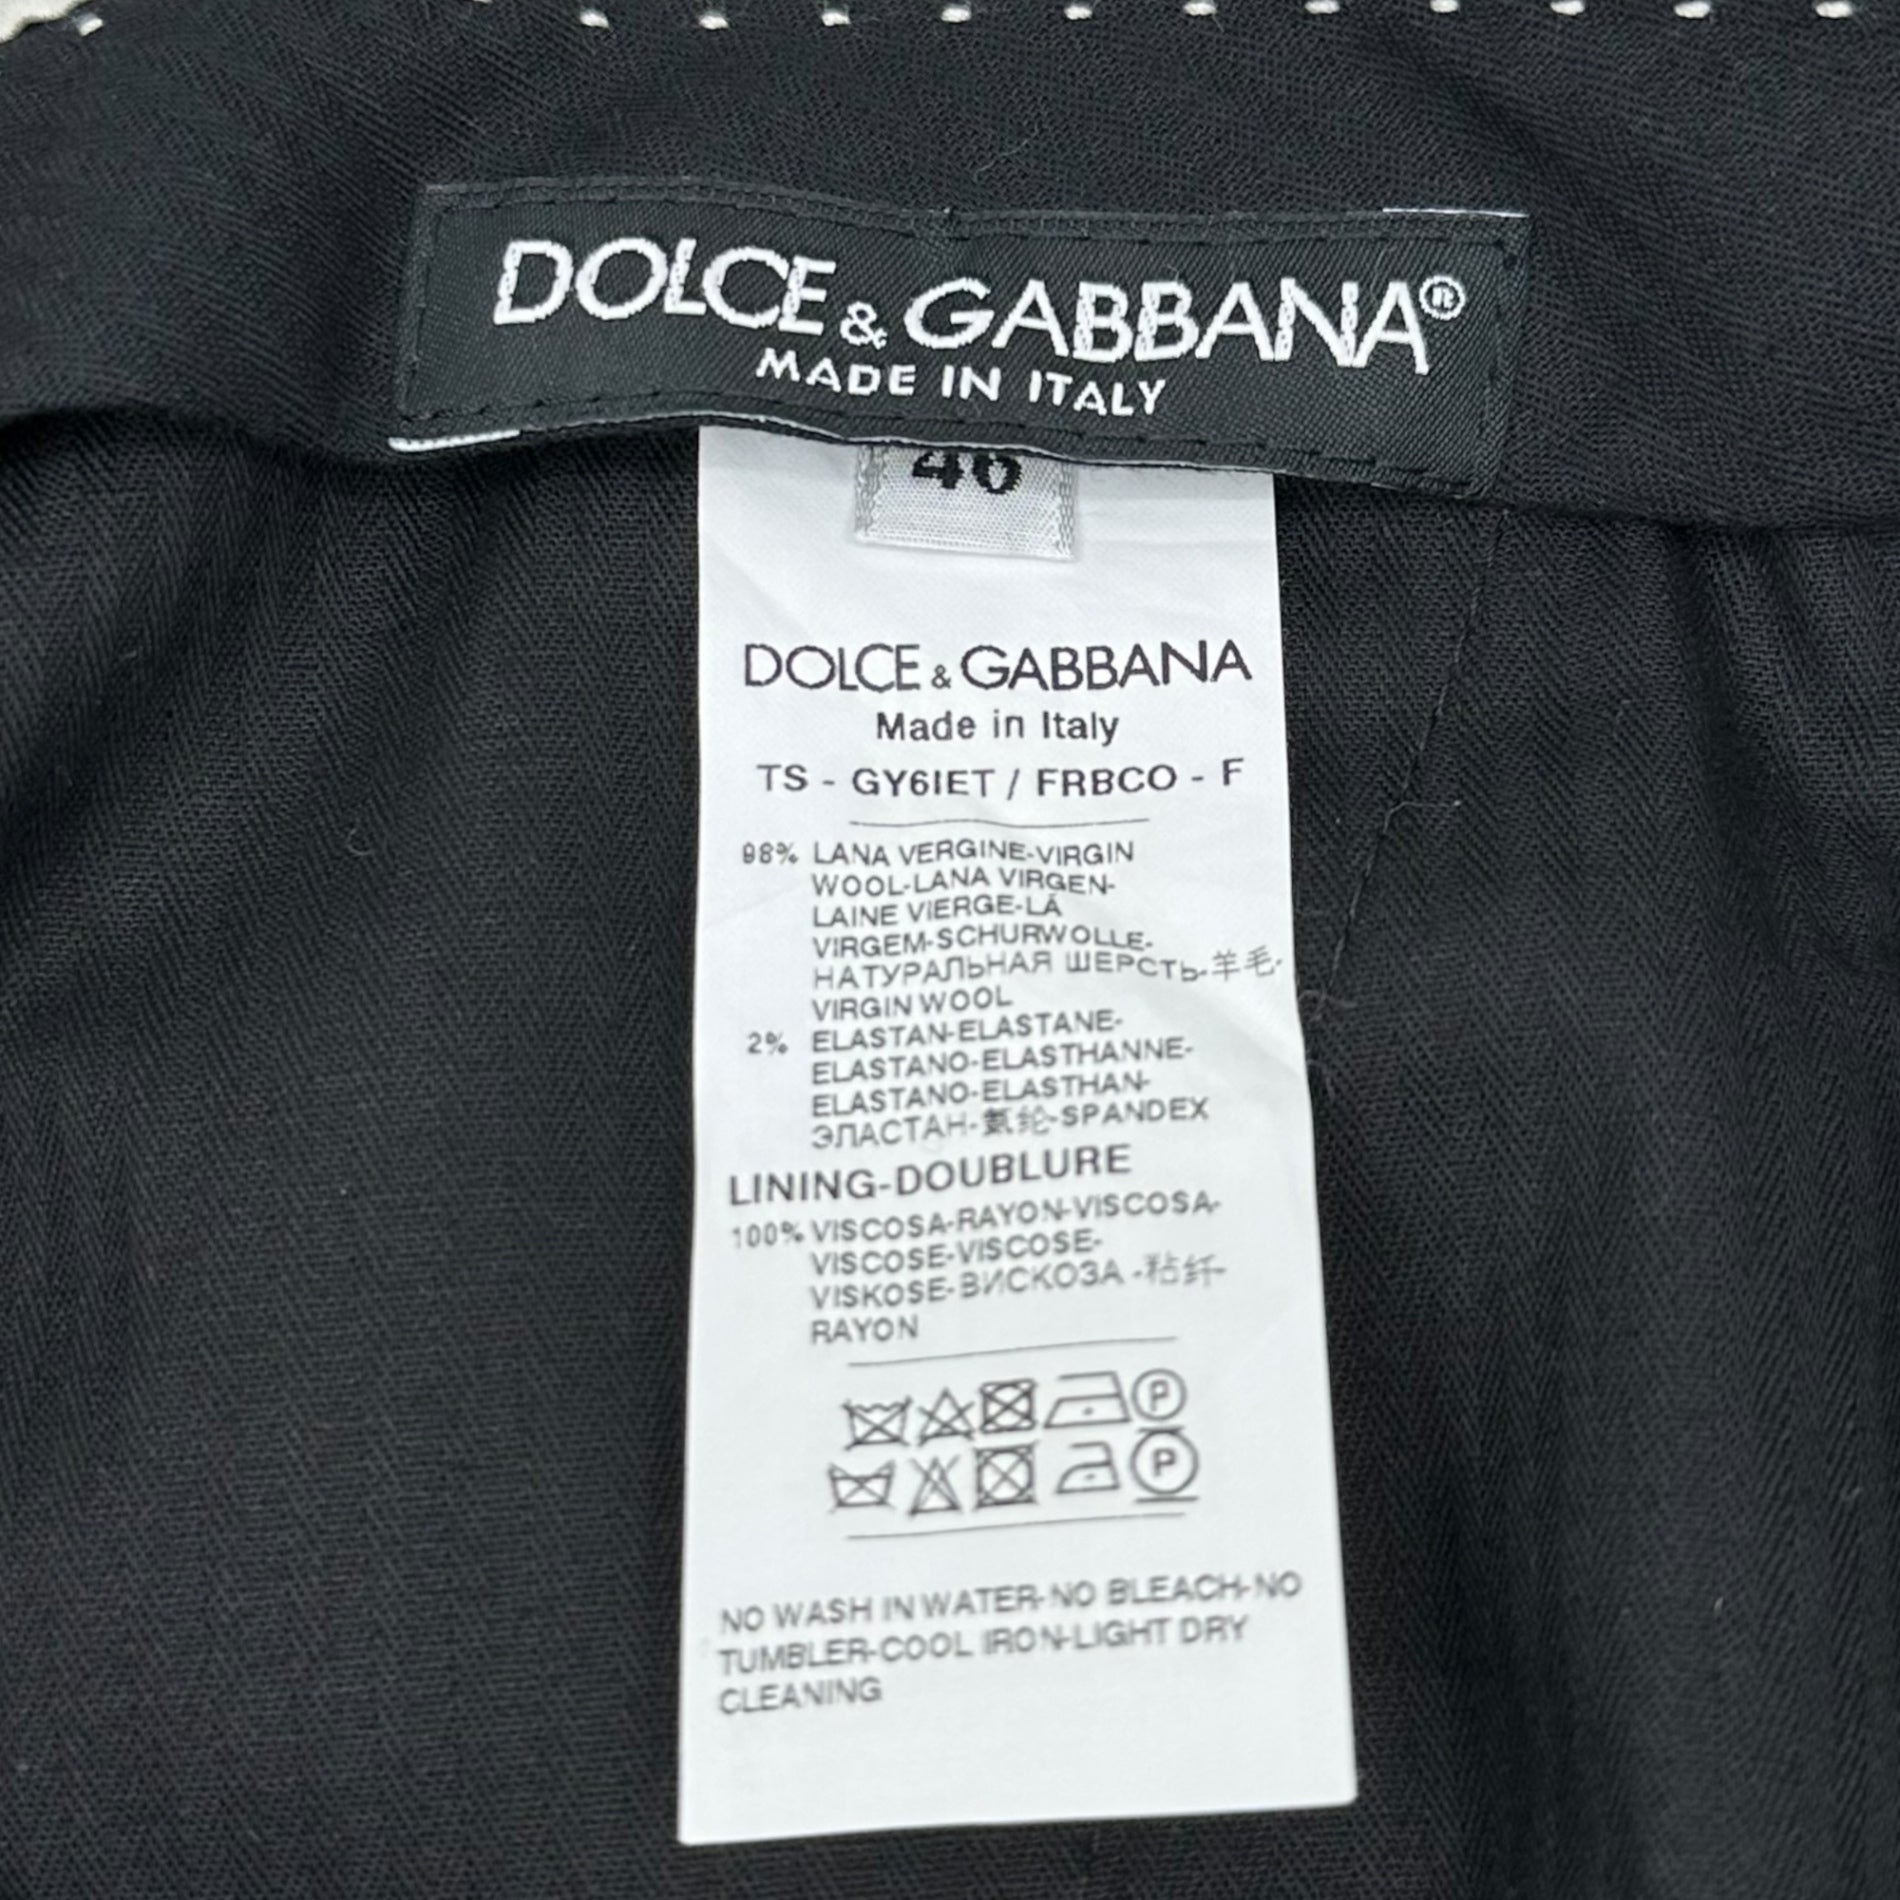 DOLCE & GABBANA®
MADE IN ITALY
46
DOLCE & GABBANA
Made in Italy
TS - GY6IET / FRBCO - F
98% LANA VERGINE-VIRGIN
WOOL-LANA VIRGEN-
LAINE VIERGE-LÃ
VIRGEM-SCHURWOLLE-
НАТУРАЛЬНАЯ ШЕРСТЬ-羊毛-
VIRGIN WOOL
2% ELASTAN-ELASTANE-
ELASTANO-ELASTHANNE-
ELASTANO-ELASTHAN-
ЭЛАСТАН-氨纶-SPANDEX
LINING-DOUBLURE
100% VISCOSA-RAYON-VISCOSA-
VISCOSE-VISCOSE-
VISKOSE-ВИСКОЗА -粘纤-
RAYON
P
P
NO WASH IN WATER-NO BLEACH-NO
TUMBLER-COOL IRON-LIGHT DRY
CLEANING